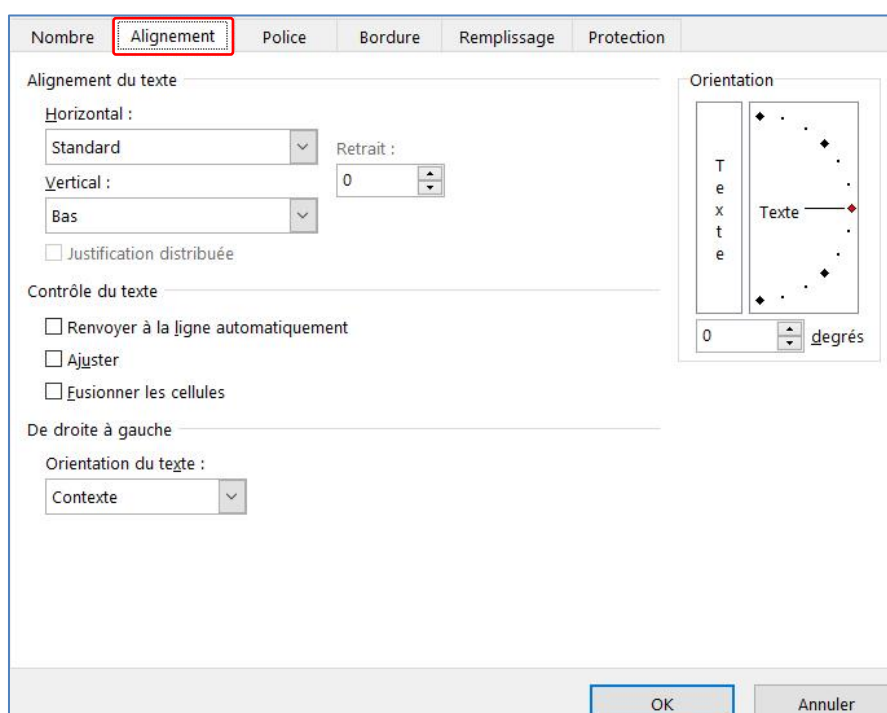 Nombre Alignement Police Bordure Remplissage Protection
Alignement du texte
Horizontal :
Standard
Retrait :
0
Vertical :
Bas
Justification distribuée
Contrôle du texte
Renvoyer à la ligne automatiquement
Ajuster
Fusionner les cellules
De droite à gauche
Orientation du texte :
Contexte
Orientation
Texte
Texte
0 degrés
OK Annuler